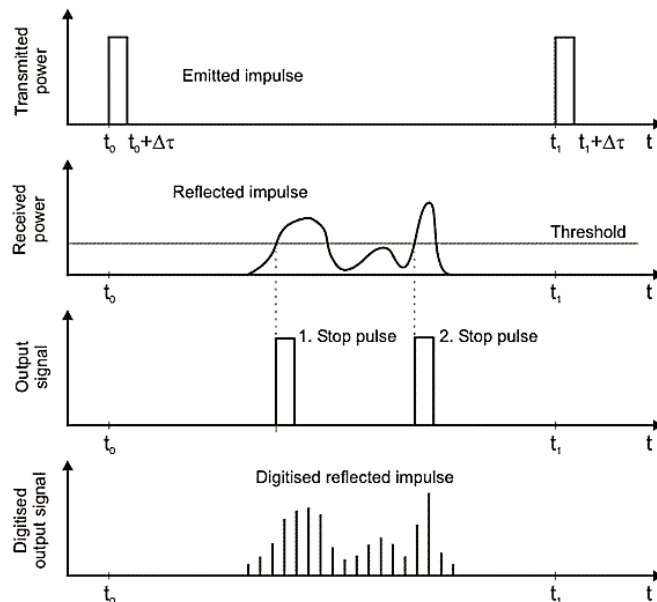 Transmitted
power
Emitted impulse
t₀
t₀+Δτ
t₁
t₁+Δτ
t
Received
power
Reflected impulse
Threshold
t₀
t₁
t
Output
signal
1. Stop pulse
2. Stop pulse
t₀
t₁
t
Digitised
output signal
Digitised reflected impulse
t₀
t₁
t